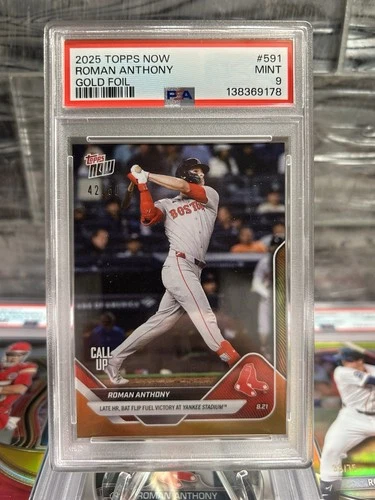 2025 TOPPS NOW #591
ROMAN ANTHONY MINT
GOLD FOIL 9
PSA 138369178
TOPPS
NOW
BOSTON
CALL
UP
ROMAN ANTHONY
LATE HR, BAT FLIP FUEL VICTORY AT YANKEE STADIUM™
8.21
ROMAN ANTHONY